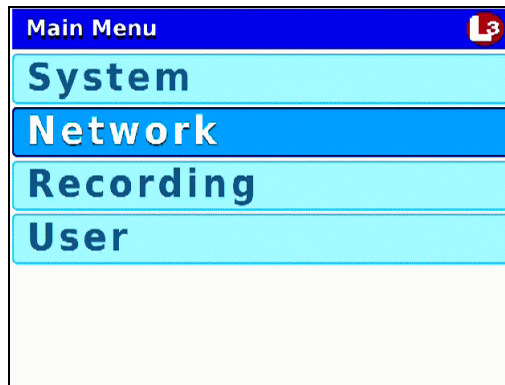 Main Menu
L3
System
Network
Recording
User